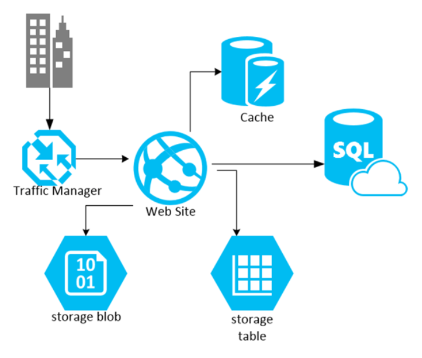 Cache
SQL
Traffic Manager
Web Site
10
01
storage blob
storage
table